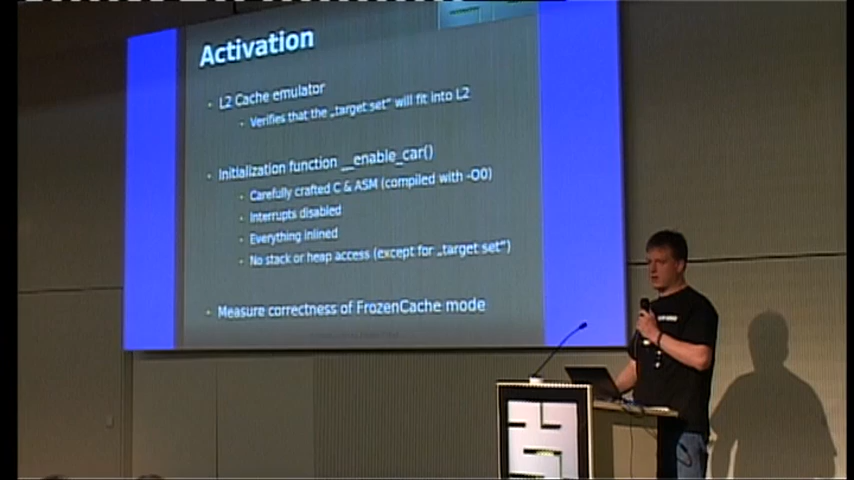 Activation
L2 Cache emulator
Verifies that the „target set" will fit into L2
Initialization function __enable_car()
Carefully crafted C & ASM (compiled with -O0)
Interrupts disabled
Everything inlined
No stack or heap access (except for „target set")
Measure correctness of FrozenCache mode